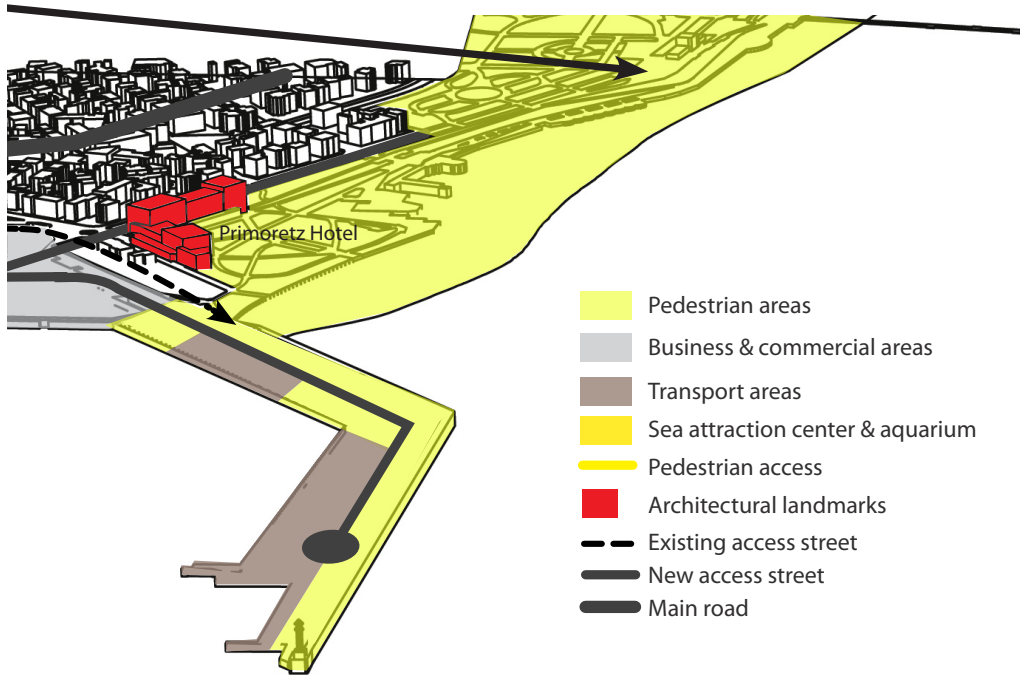 Primoretz Hotel
Pedestrian areas
Business & commercial areas
Transport areas
Sea attraction center & aquarium
Pedestrian access
Architectural landmarks
Existing access street
New access street
Main road